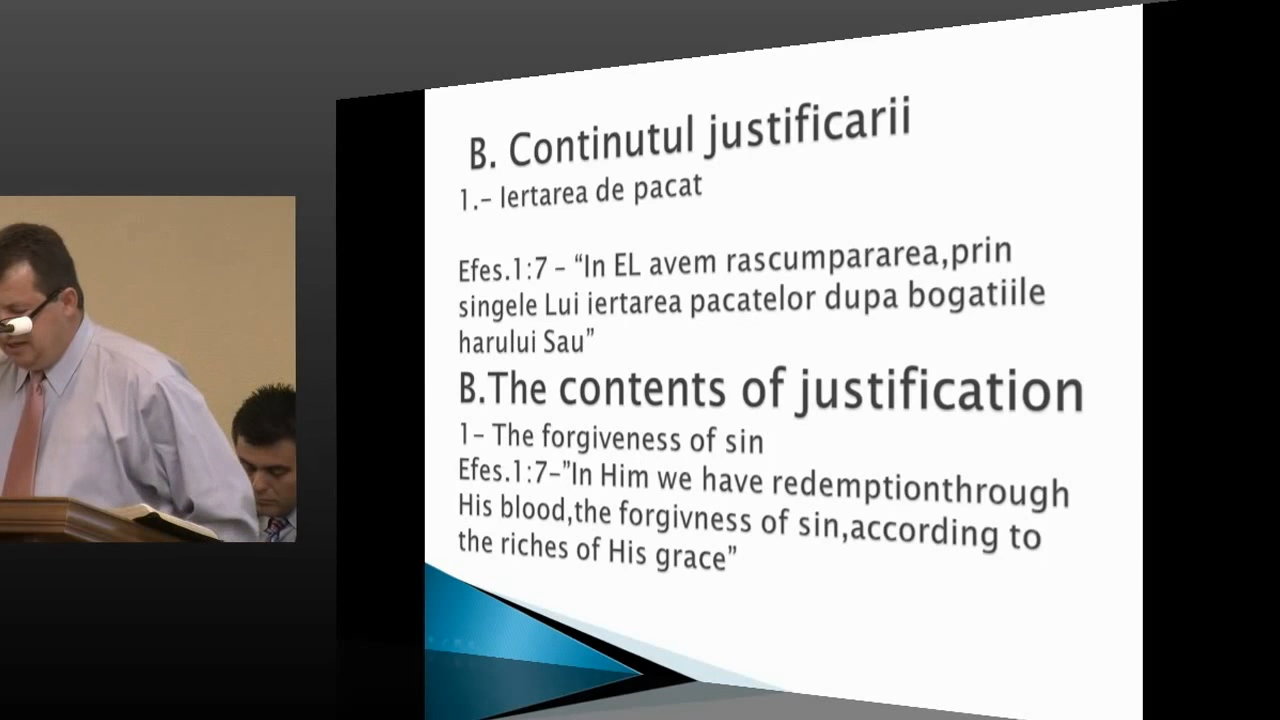 B. Continutul justificarii
1.- Iertarea de pacat
Efes.1:7 - “In EL avem rascumpararea,prin
singele Lui iertarea pacatelor dupa bogatiile
harului Sau”
B.The contents of justification
1- The forgiveness of sin
Efes.1:7-”In Him we have redemptionthrough
His blood,the forgivness of sin,according to
the riches of His grace”